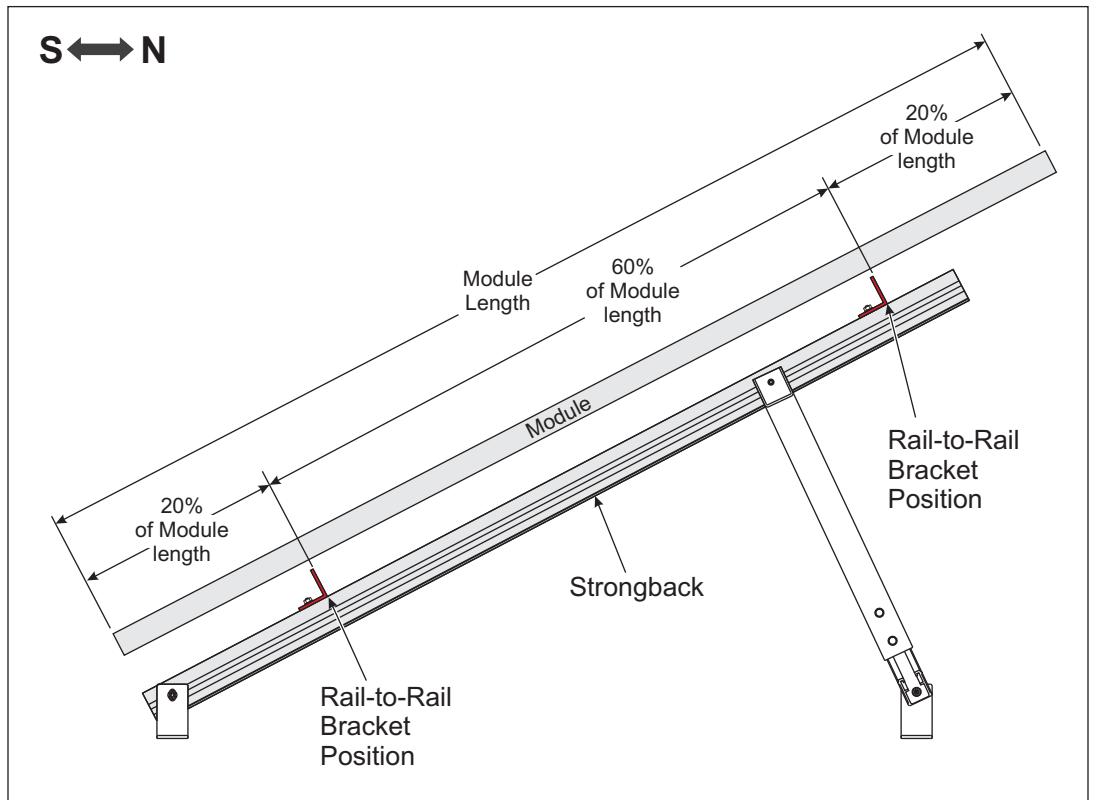 S N
20%
of Module
length
Module
Length
60%
of Module
length
Module
Rail-to-Rail
Bracket
Position
20%
of Module
length
Strongback
Rail-to-Rail
Bracket
Position